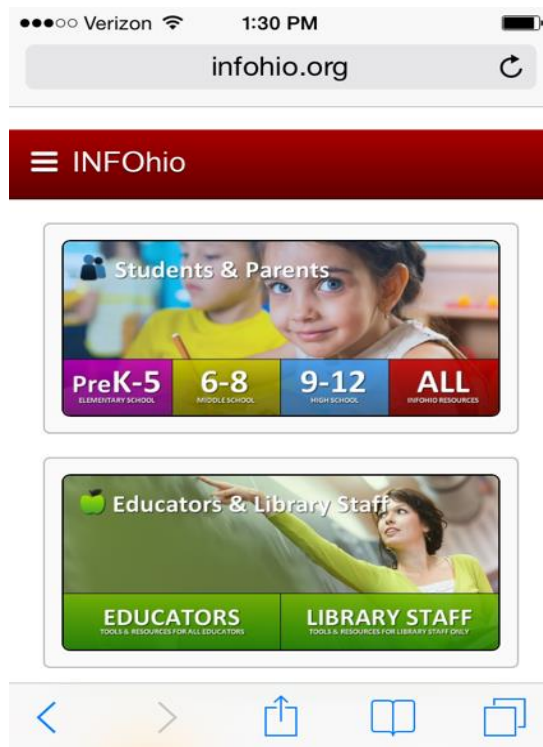 Verizon 1:30 PM
infohio.org
INFOhio
Students & Parents
PreK-5 6-8 9-12 ALL
ELEMENTARY SCHOOL MIDDLE SCHOOL HIGH SCHOOL INFOHIO RESOURCES
Educators & Library Staff
EDUCATORS LIBRARY STAFF
TOOLS & RESOURCES FOR ALL EDUCATORS TOOLS & RESOURCES FOR LIBRARY STAFF ONLY